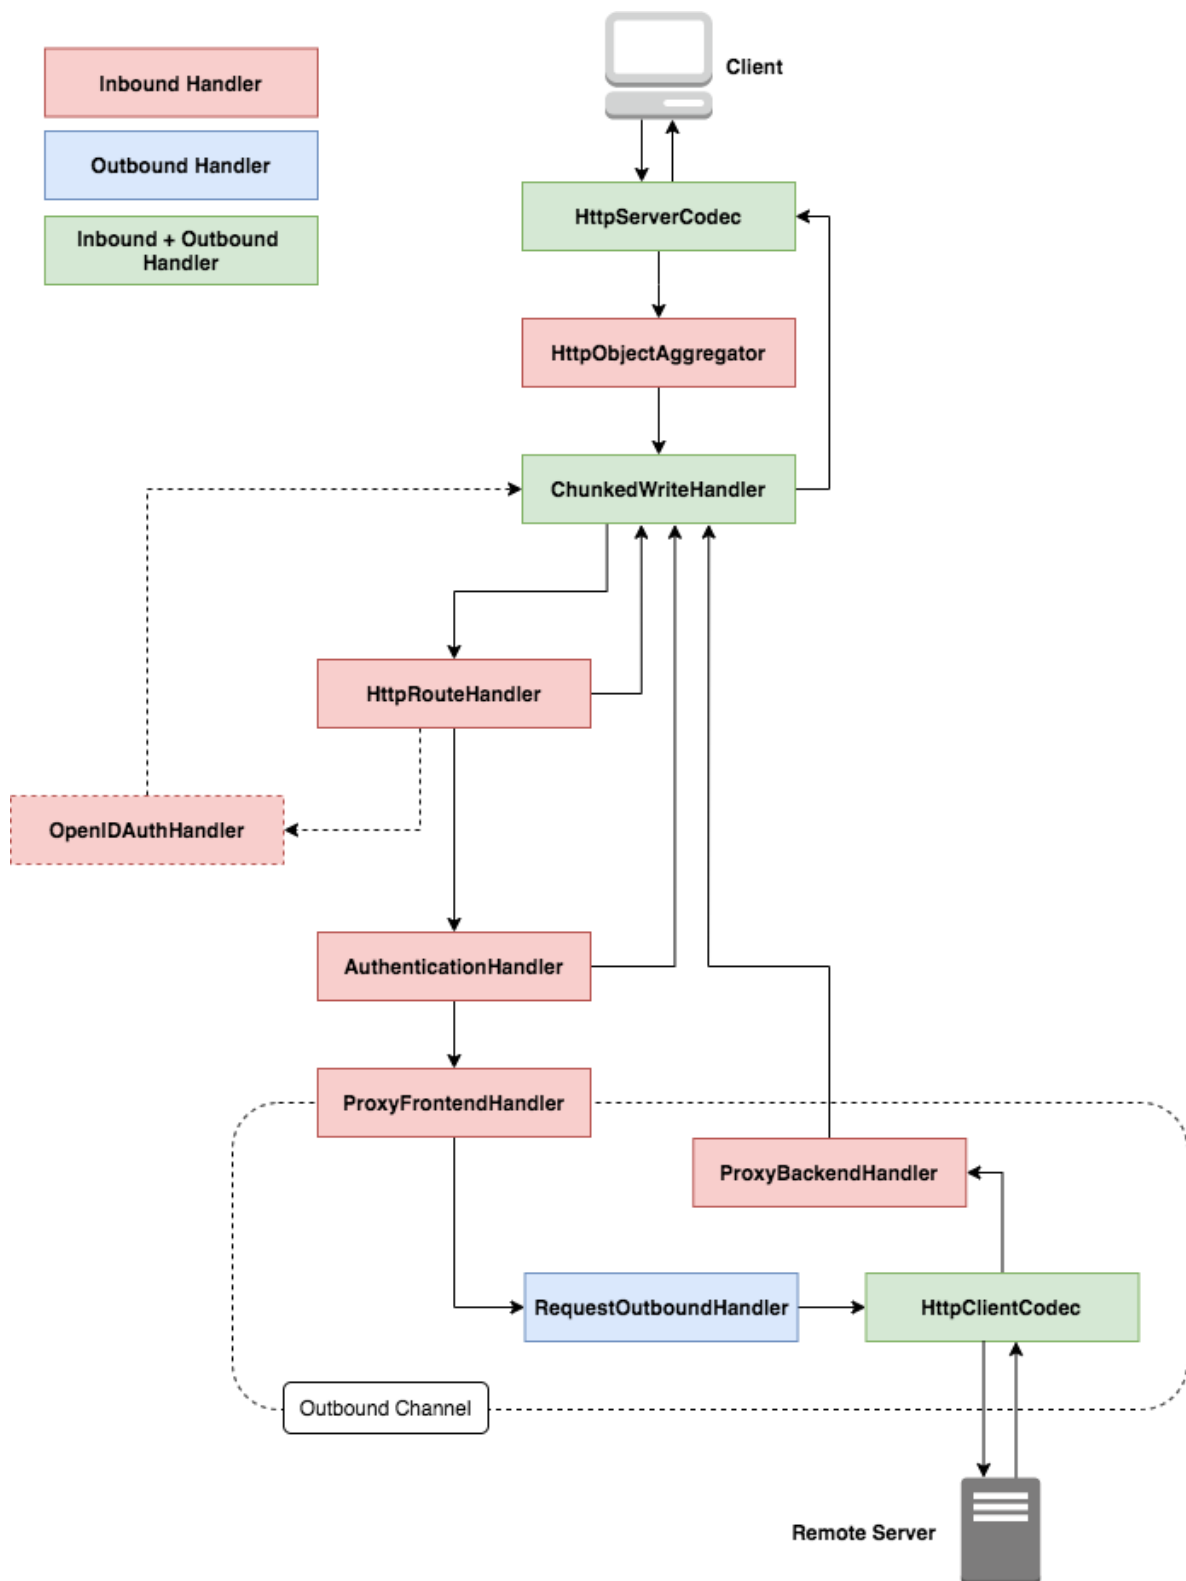 Client
Inbound Handler
Outbound Handler
Inbound + Outbound
Handler
HttpServerCodec
HttpObjectAggregator
ChunkedWriteHandler
HttpRouteHandler
OpenIDAuthHandler
AuthenticationHandler
ProxyFrontendHandler
ProxyBackendHandler
RequestOutboundHandler
HttpClientCodec
Outbound Channel
Remote Server